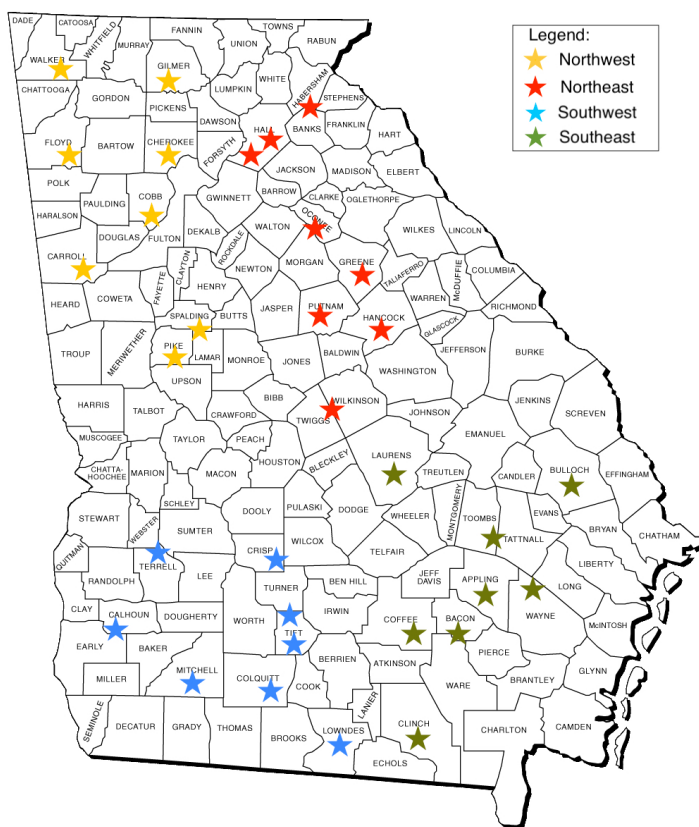 Legend:
Northwest
Northeast
Southwest
Southeast
DADE
CATOOSA
WHITFIELD
MURRAY
FANNIN
UNION
TOWNS
RABUN
WALKER
GILMER
WHITE
HABERSHAM
STEPHENS
CHATTOOGA
GORDON
PICKENS
LUMPKIN
DAWSON
HALL
BANKS
FRANKLIN
HART
FLOYD
BARTOW
CHEROKEE
FORSYTH
JACKSON
MADISON
ELBERT
POLK
PAULDING
COBB
GWINNETT
BARROW
CLARKE
OGLETHORPE
HARALSON
DOUGLAS
FULTON
DEKALB
ROCKDALE
WALTON
OCONEE
WILKES
LINCOLN
CARROLL
FAYETTE
CLAYTON
HENRY
NEWTON
MORGAN
GREENE
TALIAFERRO
McDUFFIE
COLUMBIA
HEARD
COWETA
SPALDING
BUTTS
JASPER
PUTNAM
HANCOCK
WARREN
GLASCOCK
RICHMOND
TROUP
MERIWETHER
PIKE
LAMAR
MONROE
JONES
BALDWIN
WASHINGTON
JEFFERSON
BURKE
UPSON
HARRIS
TALBOT
CRAWFORD
BIBB
TWIGGS
WILKINSON
JOHNSON
JENKINS
SCREVEN
MUSCOGEE
TAYLOR
PEACH
HOUSTON
BLECKLEY
LAURENS
EMANUEL
CHATTA-
HOOCHEE
MARION
MACON
TREUTLEN
CANDLER
BULLOCH
EFFINGHAM
STEWART
WEBSTER
SCHLEY
SUMTER
DOOLY
PULASKI
DODGE
WHEELER
MONTGOMERY
TOOMBS
TATTNALL
EVANS
BRYAN
CHATHAM
QUITMAN
RANDOLPH
TERRELL
LEE
CRISP
WILCOX
TELFAIR
JEFF
DAVIS
APPLING
LIBERTY
LONG
CLAY
CALHOUN
DOUGHERTY
WORTH
TURNER
BEN HILL
IRWIN
TIFT
COFFEE
BACON
WAYNE
McINTOSH
EARLY
BAKER
MILLER
MITCHELL
COLQUITT
COOK
BERRIEN
ATKINSON
PIERCE
WARE
BRANTLEY
GLYNN
SEMINOLE
DECATUR
GRADY
THOMAS
BROOKS
LOWNDES
LANIER
CLINCH
ECHOLS
CHARLTON
CAMDEN